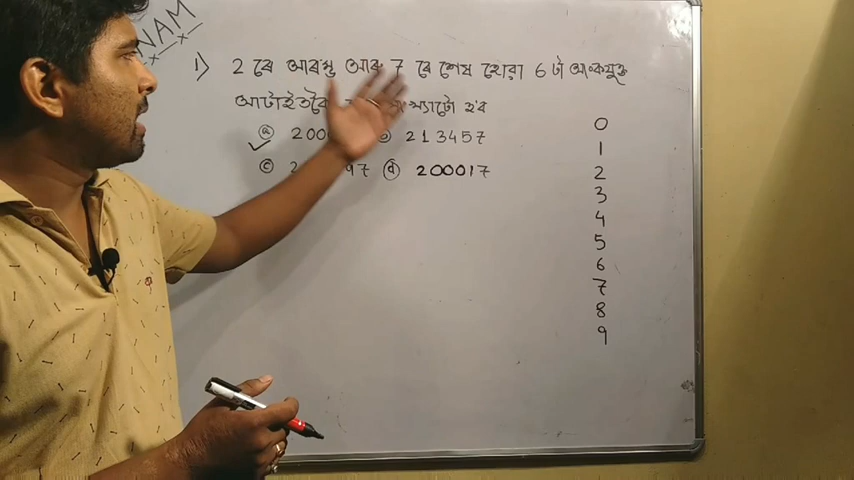 NAM
1) 2 ৰে আৰম্ভ আৰু 7 ৰে শেষ হোৱা 6 টা অংকযুক্ত
আটাইতকৈ হ'ব
ⓐ 200 213457
ⓒ 2 97 ⓓ 200017
0
1
2
3
4
5
6
7
8
9